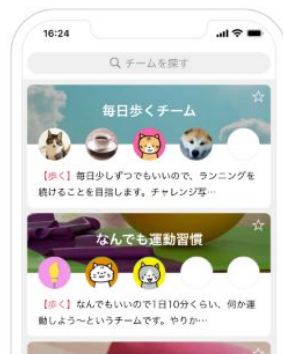 16:24
チームを探す
毎日歩くチーム
【歩く】毎日少しずつでもいいので、ランニングを
続けることを目指します。チャレンジ写…
なんでも運動習慣
【歩く】なんでもいいので1日10分くらい、何か運
動しよう〜というチームです。やりか…